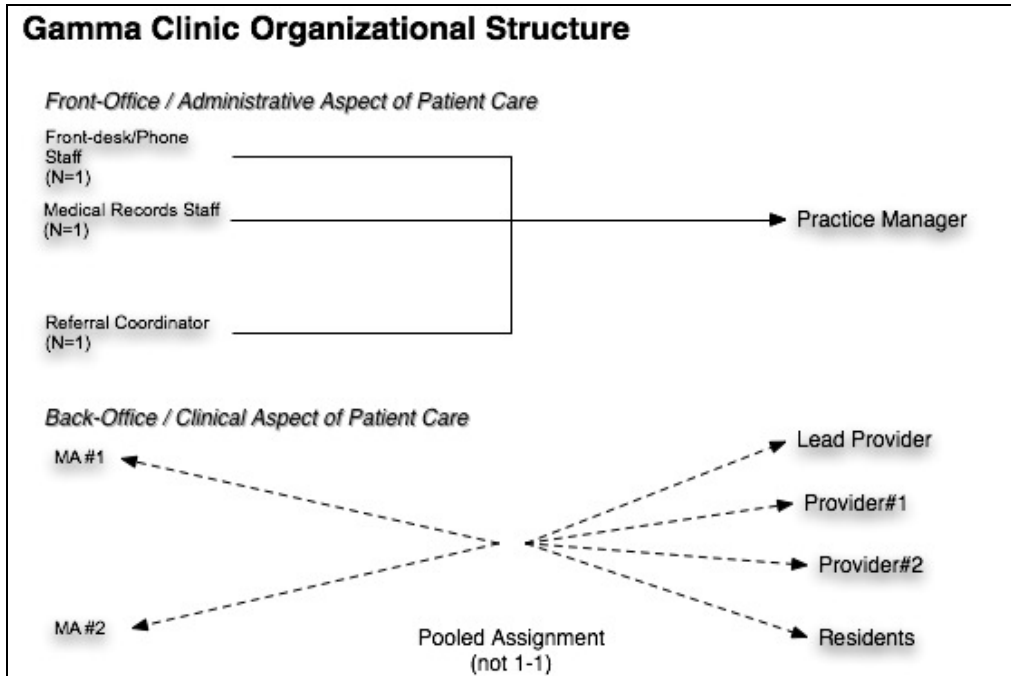 Gamma Clinic Organizational Structure
Front-Office / Administrative Aspect of Patient Care
Front-desk/Phone
Staff
(N=1)
Medical Records Staff
(N=1)
Practice Manager
Referral Coordinator
(N=1)
Back-Office / Clinical Aspect of Patient Care
MA#1
Lead Provider
Provider#1
Provider#2
MA#2
Residents
Pooled Assignment
(not 1-1)